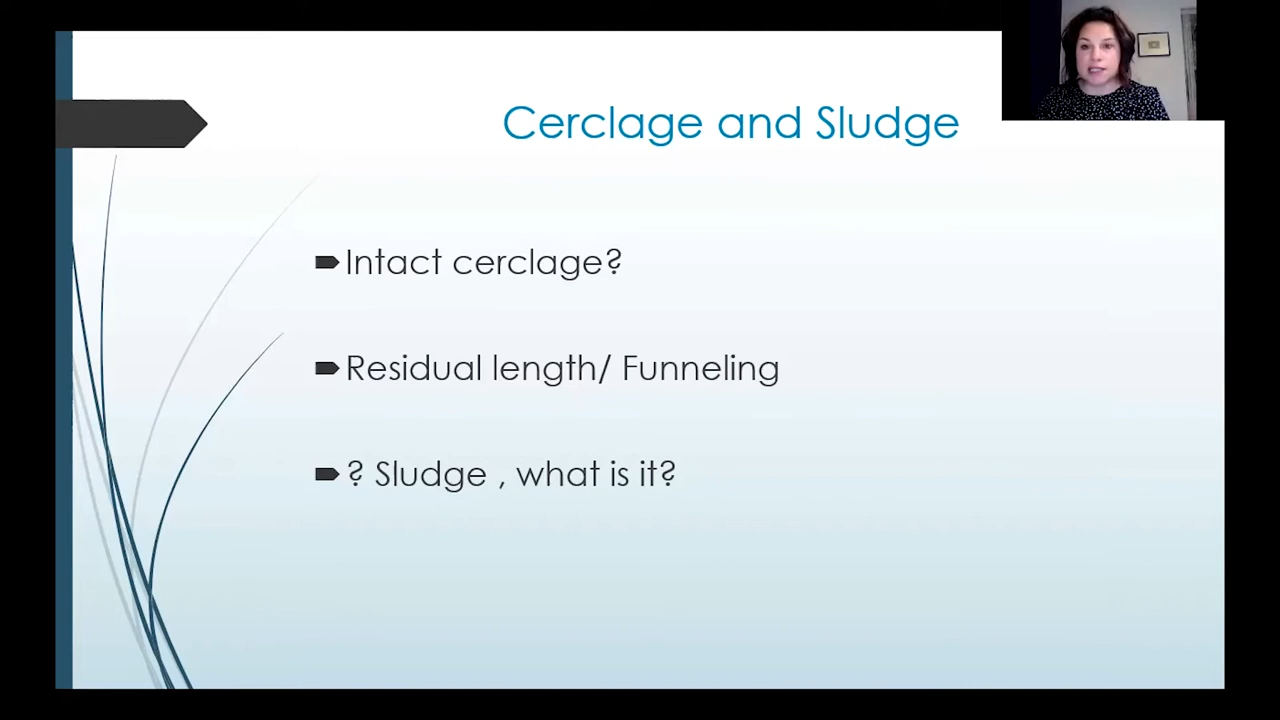 Cerclage and Sludge
Intact cerclage?
Residual length/ Funneling
? Sludge , what is it?